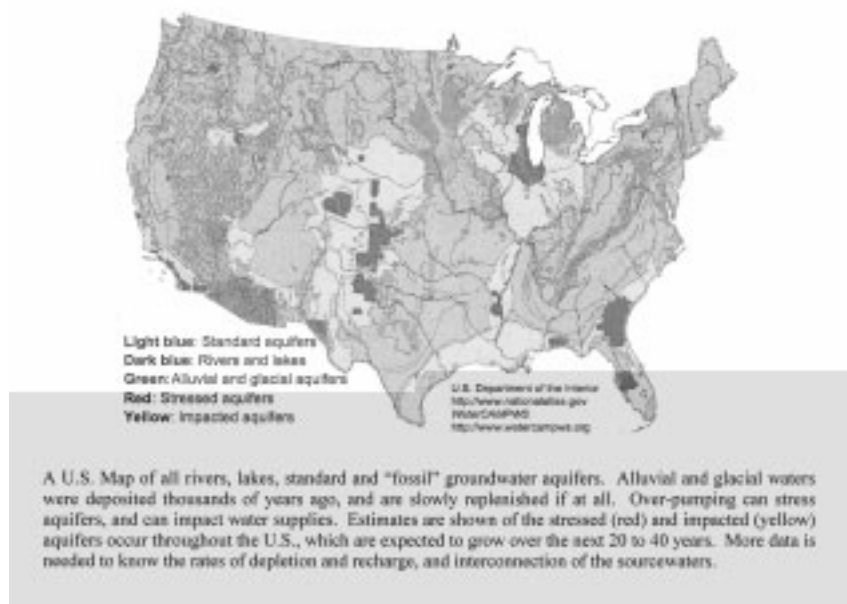 Light blue: Standard aquifers
Dark blue: Rivers and lakes
Green: Alluvial and glacial aquifers
Red: Stressed aquifers
Yellow: Impacted aquifers
U.S. Department of the Interior
http://www.nationalatlas.gov
WaterCAMPWS
http://www.watercampws.org
A U.S. Map of all rivers, lakes, standard and “fossil” groundwater aquifers. Alluvial and glacial waters
were deposited thousands of years ago, and are slowly replenished if at all. Over-pumping can stress
aquifers, and can impact water supplies. Estimates are shown of the stressed (red) and impacted (yellow)
aquifers occur throughout the U.S., which are expected to grow over the next 20 to 40 years. More data is
needed to know the rates of depletion and recharge, and interconnection of the sourcewaters.